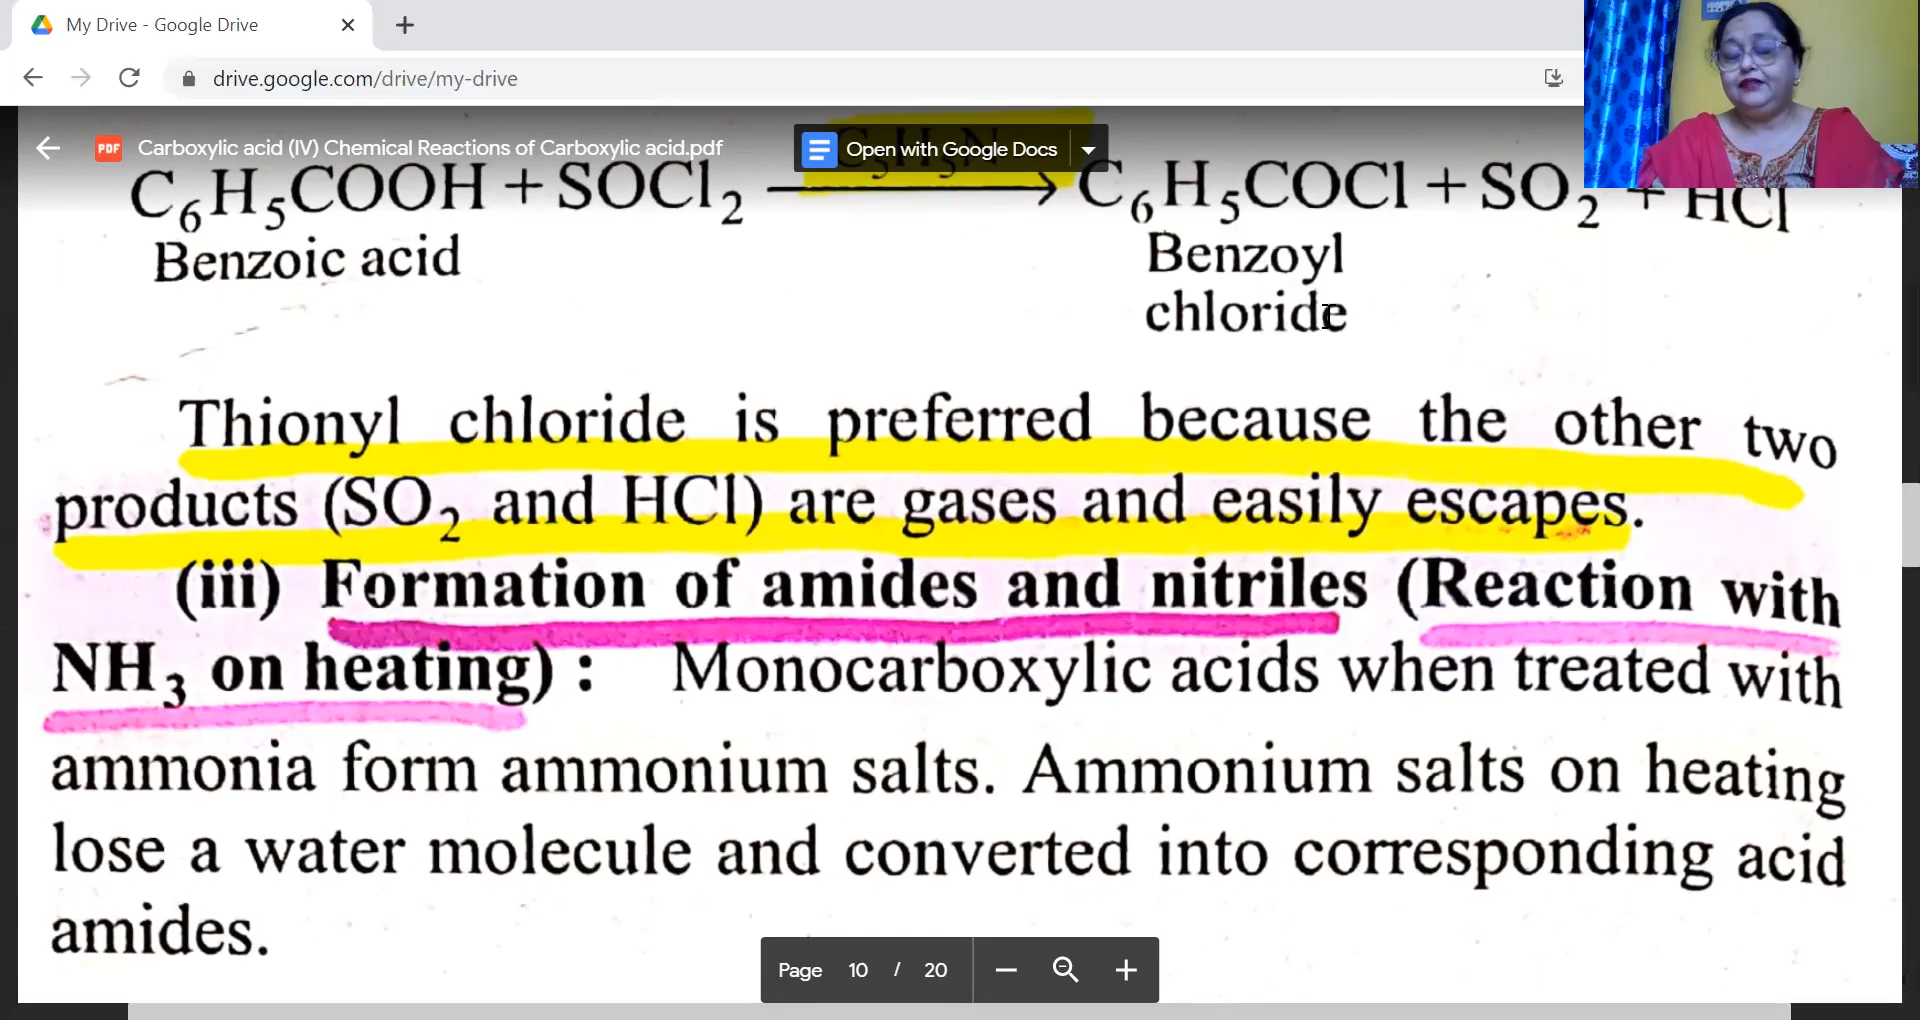 My Drive - Google Drive
drive.google.com/drive/my-drive
PDF Carboxylic acid (IV) Chemical Reactions of Carboxylic acid.pdf
Open with Google Docs
C₅H₅N
C₆H₅COOH + SOCl₂ ⟶ C₆H₅COCl + SO₂ + HCl
Benzoic acid Benzoyl
chloride
Thionyl chloride is preferred because the other two
products (SO₂ and HCl) are gases and easily escapes.
(iii) Formation of amides and nitriles (Reaction with
NH₃ on heating) : Monocarboxylic acids when treated with
ammonia form ammonium salts. Ammonium salts on heating
lose a water molecule and converted into corresponding acid
amides.
Page 10 / 20